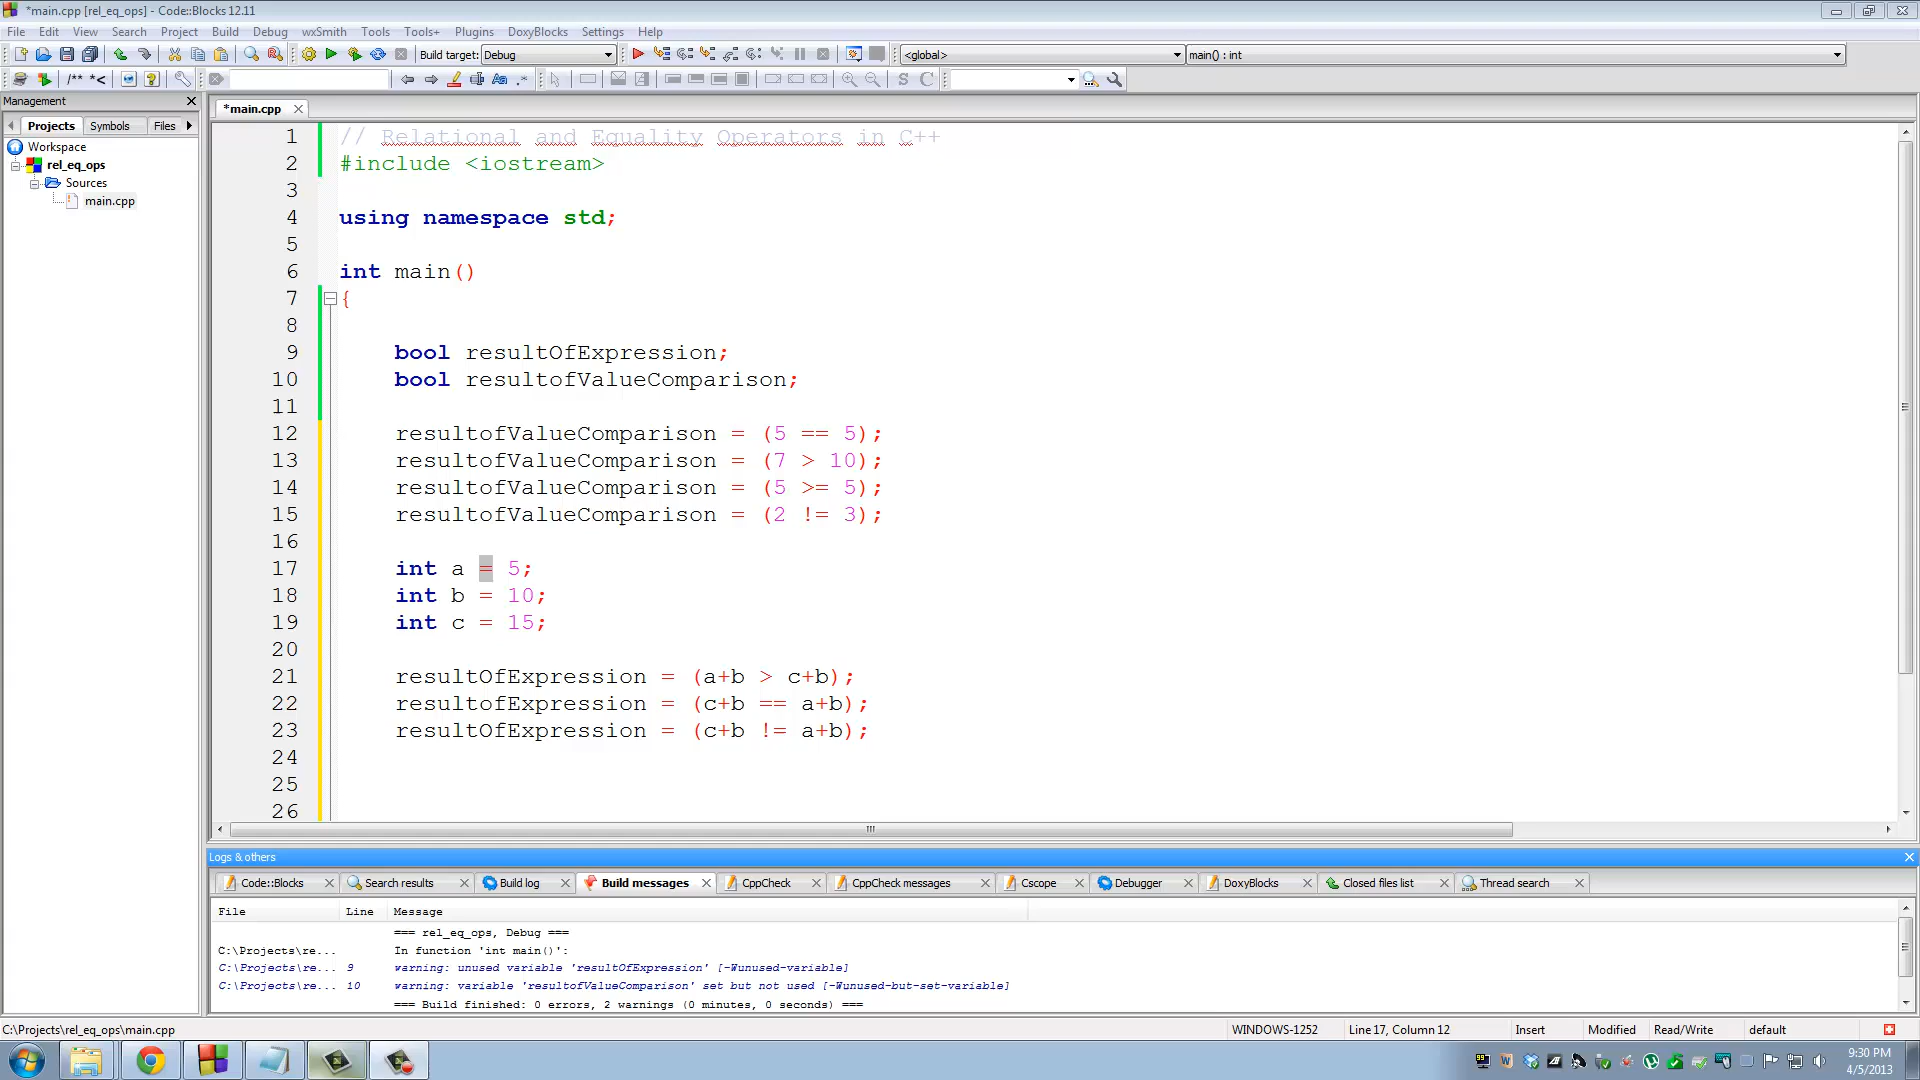 *main.cpp [rel_eq_ops] - Code::Blocks 12.11
File Edit View Search Project Build Debug wxSmith Tools Tools+ Plugins DoxyBlocks Settings Help
Build target: Debug <global> main() : int
/** *< S C
Management
Projects Symbols Files
Workspace
rel_eq_ops
Sources
main.cpp
*main.cpp
1 // Relational and Equality Operators in C++
2 #include <iostream>
3
4 using namespace std;
5
6 int main()
7 {
8
9 bool resultOfExpression;
10 bool resultofValueComparison;
11
12 resultofValueComparison = (5 == 5);
13 resultofValueComparison = (7 > 10);
14 resultofValueComparison = (5 >= 5);
15 resultofValueComparison = (2 != 3);
16
17 int a = 5;
18 int b = 10;
19 int c = 15;
20
21 resultOfExpression = (a+b > c+b);
22 resultofExpression = (c+b == a+b);
23 resultOfExpression = (c+b != a+b);
24
25
26
Logs & others
Code::Blocks Search results Build log Build messages CppCheck CppCheck messages Cscope Debugger DoxyBlocks Closed files list Thread search
File Line Message
=== rel_eq_ops, Debug ===
C:\Projects\re... In function 'int main()':
C:\Projects\re... 9 warning: unused variable 'resultOfExpression' [-Wunused-variable]
C:\Projects\re... 10 warning: variable 'resultofValueComparison' set but not used [-Wunused-but-set-variable]
=== Build finished: 0 errors, 2 warnings (0 minutes, 0 seconds) ===
C:\Projects\rel_eq_ops\main.cpp WINDOWS-1252 Line 17, Column 12 Insert Modified Read/Write default
9:30 PM
4/5/2013